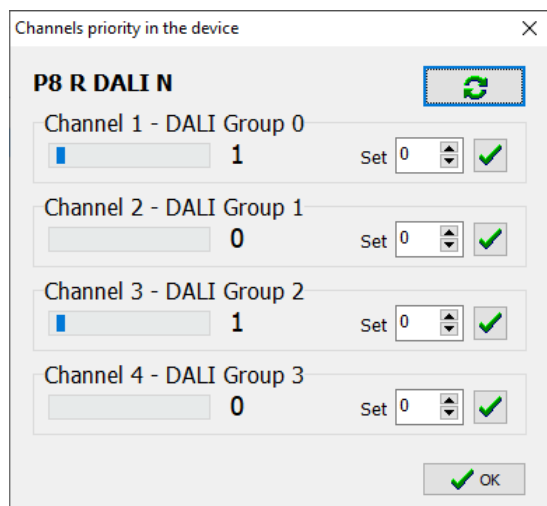 Channels priority in the device
P8 R DALI N
Channel 1 - DALI Group 0
1 Set 0
Channel 2 - DALI Group 1
0 Set 0
Channel 3 - DALI Group 2
1 Set 0
Channel 4 - DALI Group 3
0 Set 0
OK